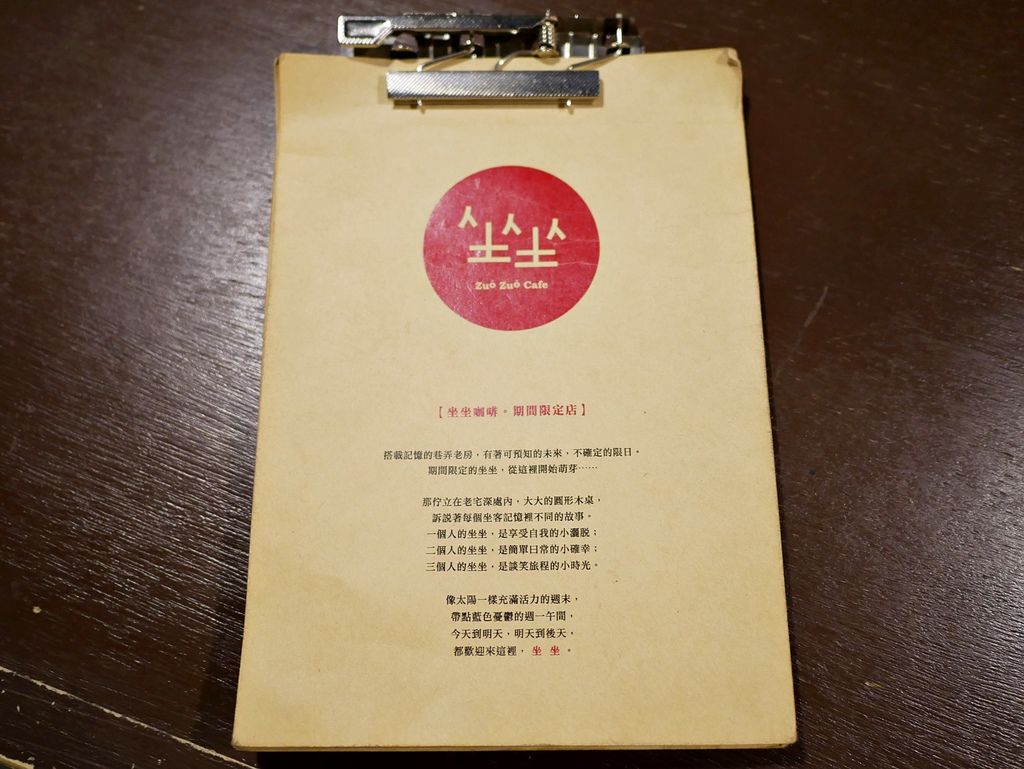 坐坐
Zuò Zuò Cafe
【坐坐咖啡。期間限定店】
搭載記憶的巷弄老房，有著可預知的未來，不確定的限日。
期間限定的坐坐，從這裡開始萌芽⋯⋯
那佇立在老宅深處內，大大的圓形木桌，
訴說著每個坐客記憶裡不同的故事。
一個人的坐坐，是享受自我的小灑脱；
二個人的坐坐，是簡單日常的小確幸；
三個人的坐坐，是談笑旅程的小時光。
像太陽一樣充滿活力的週末，
帶點藍色憂鬱的週一午間，
今天到明天，明天到後天，
都歡迎來這裡，坐 坐 。